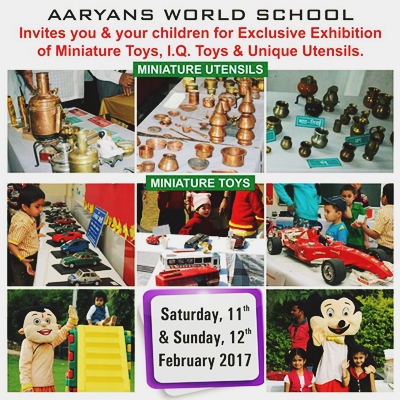 AARYANS WORLD SCHOOL
Invites you & your children for Exclusive Exhibition
of Miniature Toys, I.Q. Toys & Unique Utensils.
MINIATURE UTENSILS
MINIATURE TOYS
Saturday, 11th
& Sunday, 12th
February 2017